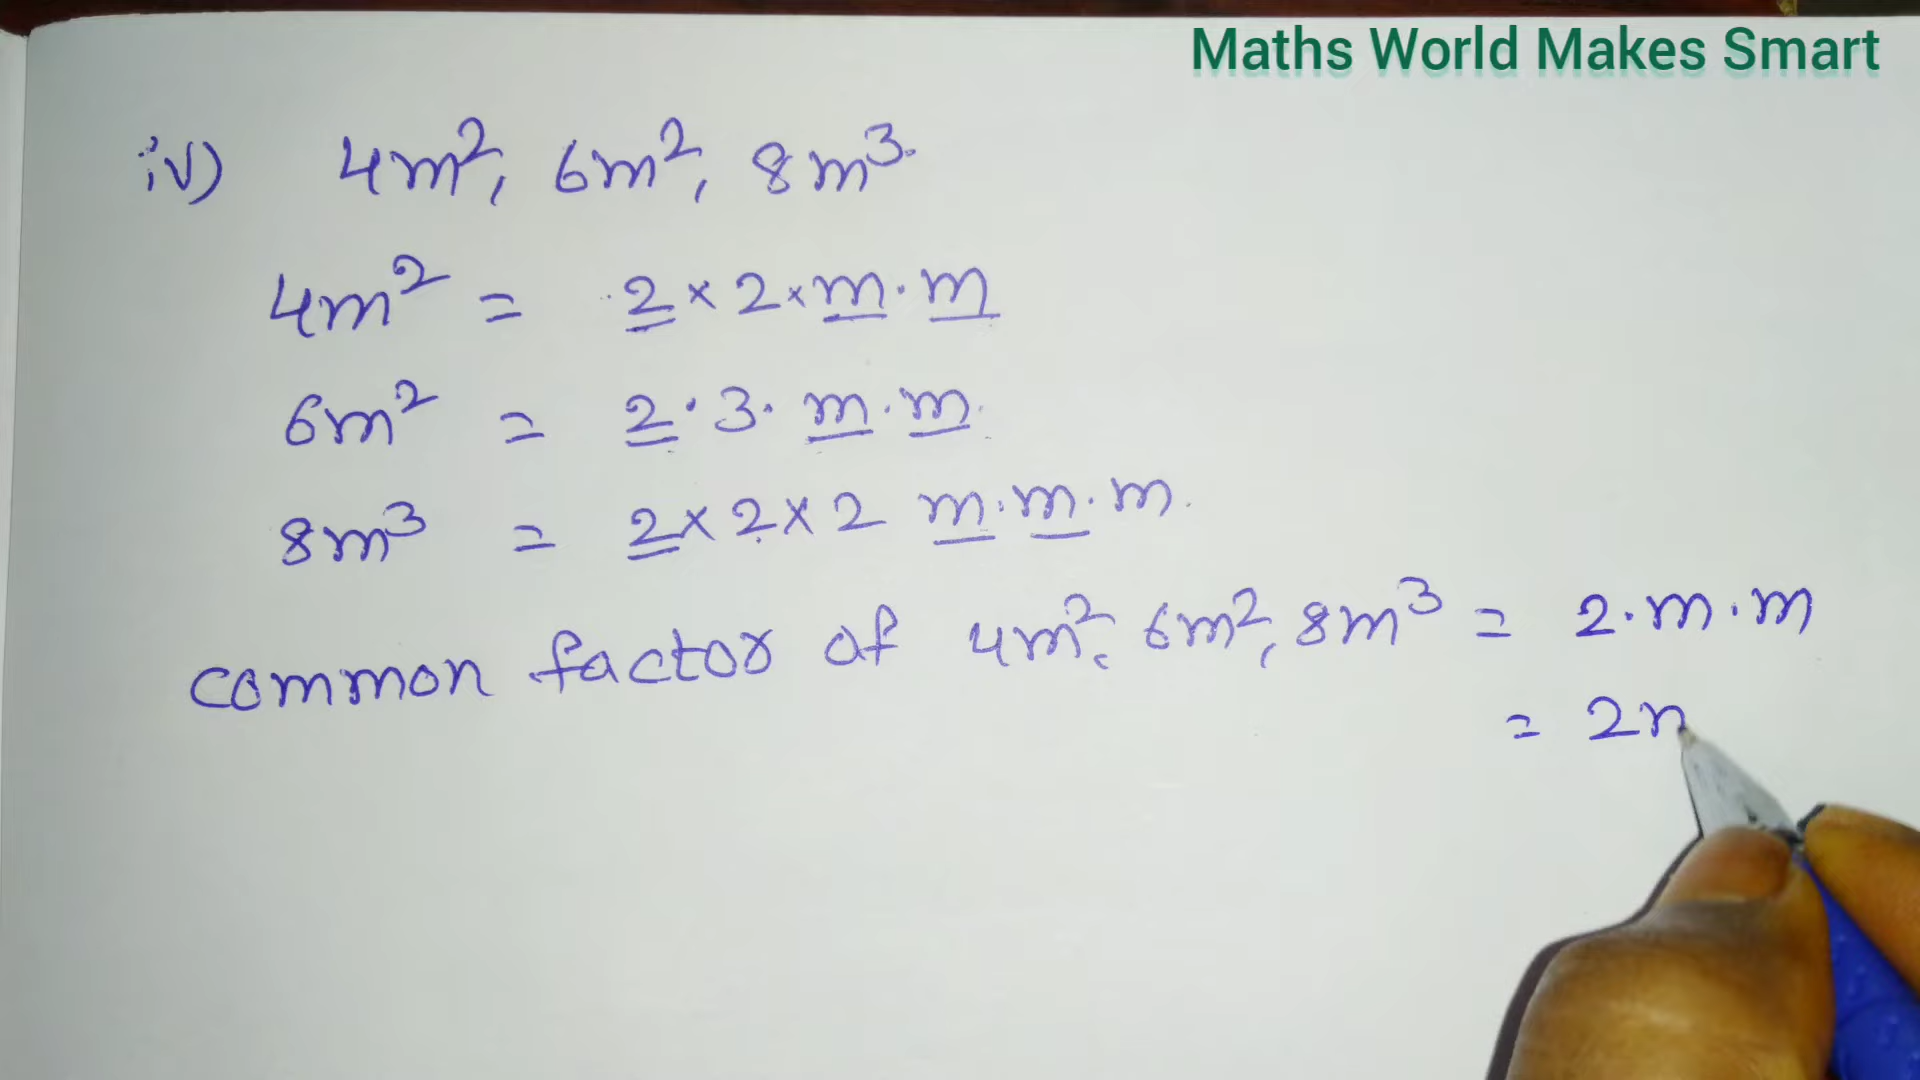 Maths World Makes Smart
iv) 4m², 6m², 8m³.
4m² = 2 × 2 × m · m
6m² = 2 · 3 · m · m.
8m³ = 2 × 2 × 2 m · m · m.
common factor of 4m², 6m², 8m³ = 2 · m · m
= 2m